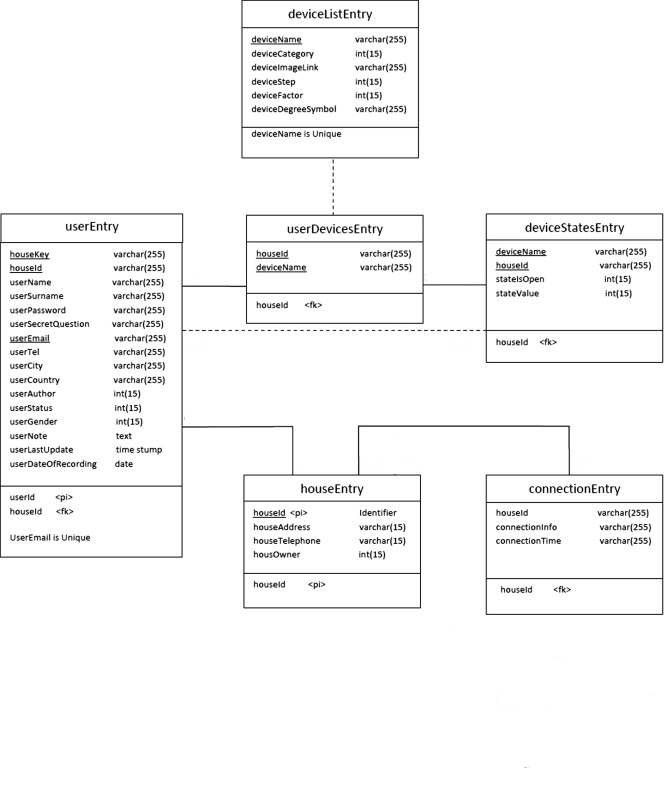 deviceListEntry
deviceName varchar(255)
deviceCategory int(15)
deviceImageLink varchar(255)
deviceStep int(15)
deviceFactor int(15)
deviceDegreeSymbol varchar(255)
deviceName is Unique
userEntry
houseKey varchar(255)
houseId varchar(255)
userName varchar(255)
userSurname varchar(255)
userPassword varchar(255)
userSecretQuestion varchar(255)
userEmail varchar(255)
userTel varchar(255)
userCity varchar(255)
userCountry varchar(255)
userAuthor int(15)
userStatus int(15)
userGender int(15)
userNote text
userLastUpdate time stump
userDateOfRecording date
userId <pi>
houseId <fk>
UserEmail is Unique
userDevicesEntry
houseId varchar(255)
deviceName varchar(255)
houseId <fk>
deviceStatesEntry
deviceName varchar(255)
houseId varchar(255)
stateIsOpen int(15)
stateValue int(15)
houseId <fk>
houseEntry
houseId <pi> Identifier
houseAddress varchar(15)
houseTelephone varchar(15)
housOwner int(15)
houseId <pi>
connectionEntry
houseId varchar(255)
connectionInfo varchar(255)
connectionTime varchar(255)
houseId <fk>